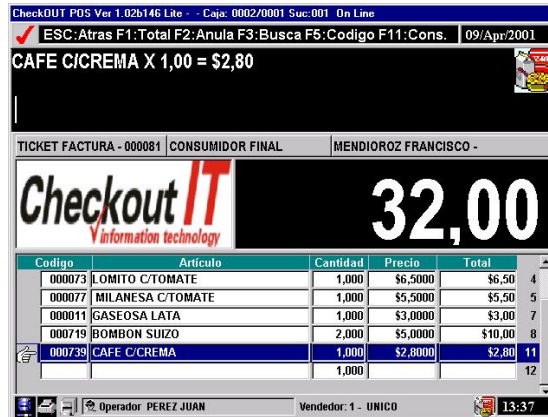 CheckOUT POS Ver 1.02b146 Lite - - Caja: 0002/0001 Suc:001 On Line
ESC:Atras F1:Total F2:Anula F3:Busca F5:Codigo F11:Cons. 09/Apr/2001
CAFE C/CREMA X 1,00 = $2,80
TICKET FACTURA - 000081 CONSUMIDOR FINAL MENDIOROZ FRANCISCO -
Checkout IT
information technology
32,00
Codigo Artículo Cantidad Precio Total
000073 LOMITO C/TOMATE 1,000 $6,5000 $6,50 4
000077 MILANESA C/TOMATE 1,000 $5,5000 $5,50 5
000011 GASEOSA LATA 1,000 $3,0000 $3,00 7
000719 BOMBON SUIZO 2,000 $5,0000 $10,00 8
000739 CAFE C/CREMA 1,000 $2,8000 $2,80 11
1,000 12
Operador PEREZ JUAN Vendedor: 1 - UNICO 13:37